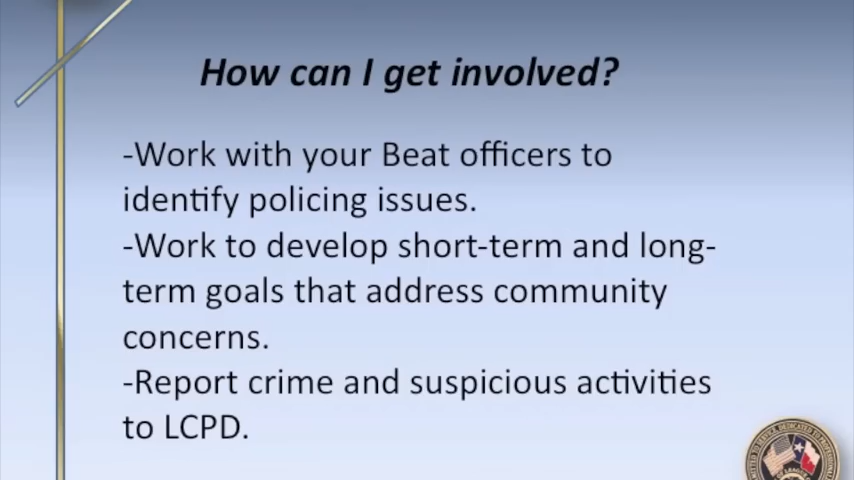 How can I get involved?
-Work with your Beat officers to
identify policing issues.
-Work to develop short-term and long-
term goals that address community
concerns.
-Report crime and suspicious activities
to LCPD.